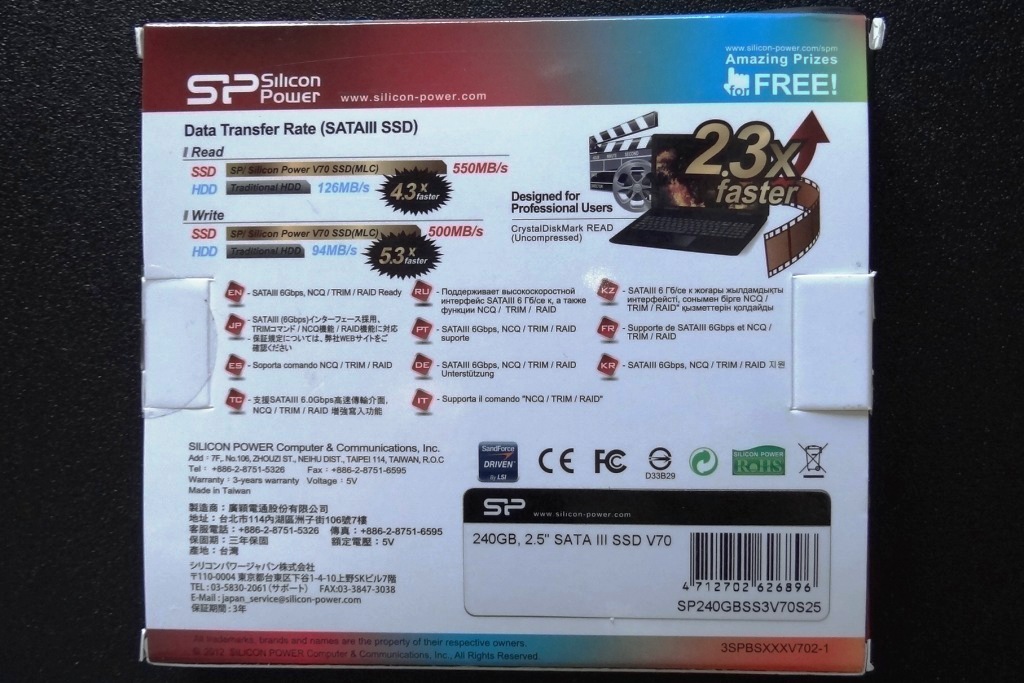 SP Silicon Power
www.silicon-power.com
www.silicon-power.com/spm
Amazing Prizes
for FREE!
Data Transfer Rate (SATAIII SSD)
Read
SSD SP/ Silicon Power V70 SSD(MLC) 550MB/s
HDD Traditional HDD 126MB/s
4.3x
faster
Write
SSD SP/ Silicon Power V70 SSD(MLC) 500MB/s
HDD Traditional HDD 94MB/s
5.3x
faster
Designed for
Professional Users
CrystalDiskMark READ
(Uncompressed)
2.3x
faster
EN - SATAIII 6Gbps, NCQ / TRIM / RAID Ready
JP - SATAIII (6Gbps)インターフェース採用、
TRIMコマンド / NCQ機能 / RAID機能に対応
- 保証規定については、弊社WEBサイトをご
確認ください
ES - Soporta comando NCQ / TRIM / RAID
TC - 支援SATAIII 6.0Gbps高速傳輸介面,
NCQ / TRIM / RAID 增強寫入功能
RU - Поддерживает высокоскоростной
интерфейс SATAIII 6 Гб/се к, а также
функции NCQ / TRIM / RAID
PT - SATAIII 6Gbps, NCQ / TRIM / RAID
suporte
DE - SATAIII 6Gbps, NCQ / TRIM / RAID
Unterstützung
IT - Supporta il comando "NCQ / TRIM / RAID"
KZ - SATAIII 6 Гб/се к жоғары жылдамдықты
интерфейсті, сонымен бірге NCQ /
TRIM / RAID" қызметтерін қолдайды
FR - Supporte de SATAIII 6Gbps et NCQ /
TRIM / RAID
KR - SATAIII 6Gbps, NCQ / TRIM / RAID 지원
SILICON POWER Computer & Communications, Inc.
Add : 7F, No.106, ZHOUZI ST., NEIHU DIST., TAIPEI 114, TAIWAN, R.O.C
Tel : +886-2-8751-5326 Fax : +886-2-8751-6595
Warranty : 3-years warranty Voltage : 5V
Made in Taiwan
製造商：廣穎電通股份有限公司
地址：台北市114內湖區洲子街106號7樓
客服電話：+886-2-8751-5326 傳真：+886-2-8751-6595
保固期：三年保固 額定電壓：5V
產地：台灣
シリコンパワージャパン株式会社
〒110-0004 東京都台東区下谷1-4-10上野SKビル7階
TEL : 03-5830-2061 (サポート) FAX:03-3847-3038
E-Mail : japan_service@silicon-power.com
保証期間：3年
SandForce
DRIVEN
By LSI
CE
FC
D33B29
SILICON POWER
RoHS
SP www.silicon-power.com
240GB, 2.5" SATA III SSD V70
4 712702 626896
SP240GBSS3V70S25
All trademarks, brands and names are the property of their respective owners.
© 2012 SILICON POWER Computer & Communications, Inc., All Rights Reserved.
3SPBSXXXV702-1